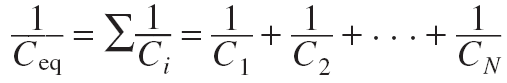 1/C_eq = Σ 1/C_i = 1/C_1 + 1/C_2 + · · · + 1/C_N